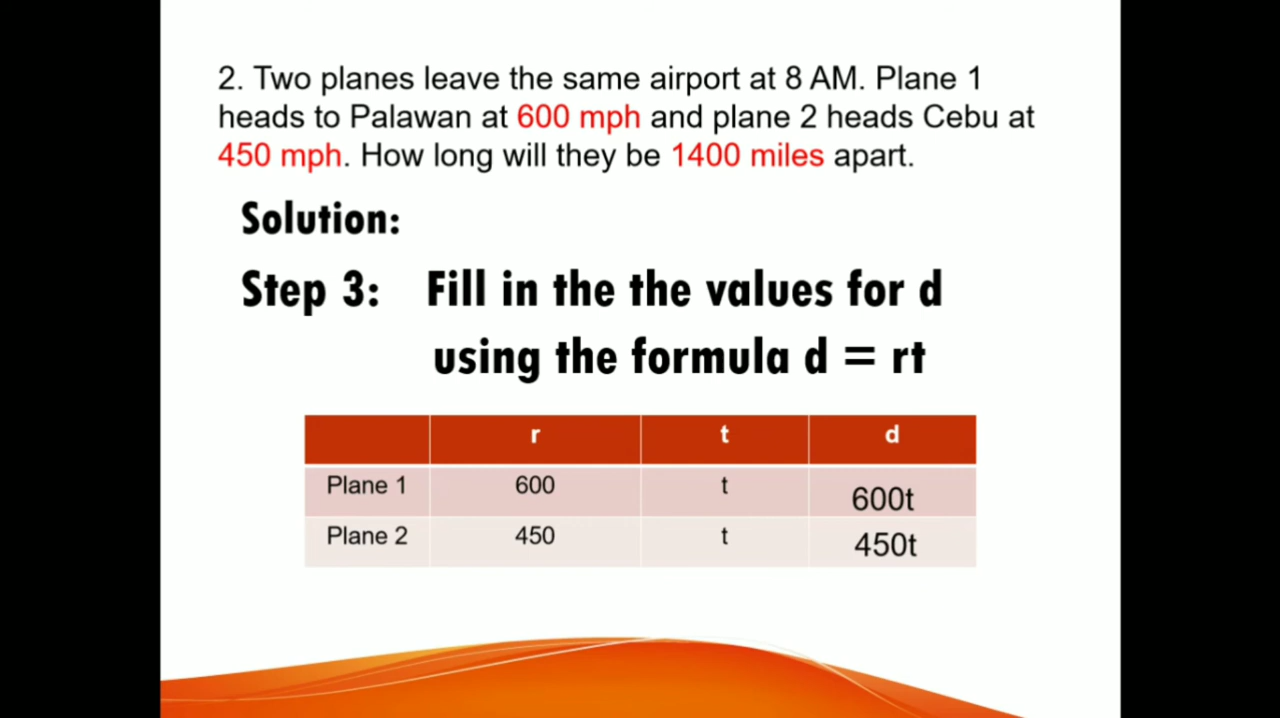 2. Two planes leave the same airport at 8 AM. Plane 1
heads to Palawan at 600 mph and plane 2 heads Cebu at
450 mph. How long will they be 1400 miles apart.
Solution:
Step 3: Fill in the the values for d
using the formula d = rt
r t d
Plane 1 600 t 600t
Plane 2 450 t 450t